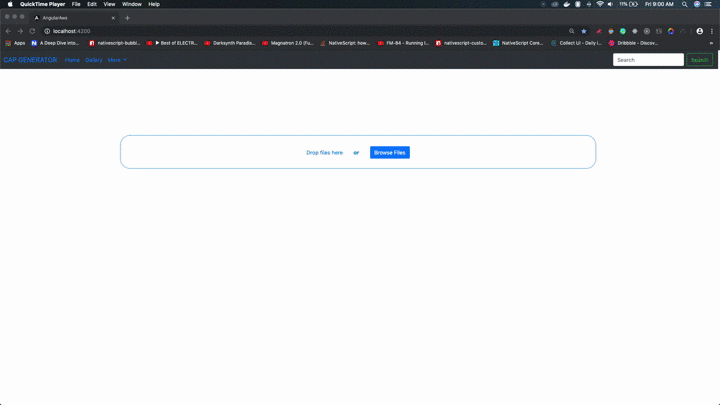 QuickTime Player File Edit View Window Help 11% Fri 9:00 AM
AngularAws
localhost:4200
Apps A Deep Dive into... nativescript-bubbl... ► Best of ELECTR... Darksynth Paradis... Magnatron 2.0 (Fu... NativeScript: how... FM-84 - Running I... nativescript-custo... NativeScript Core... Collect UI - Daily i... Dribbble - Discov...
CAP GENERATOR Home Gallery More Search Search
Drop files here or Browse Files